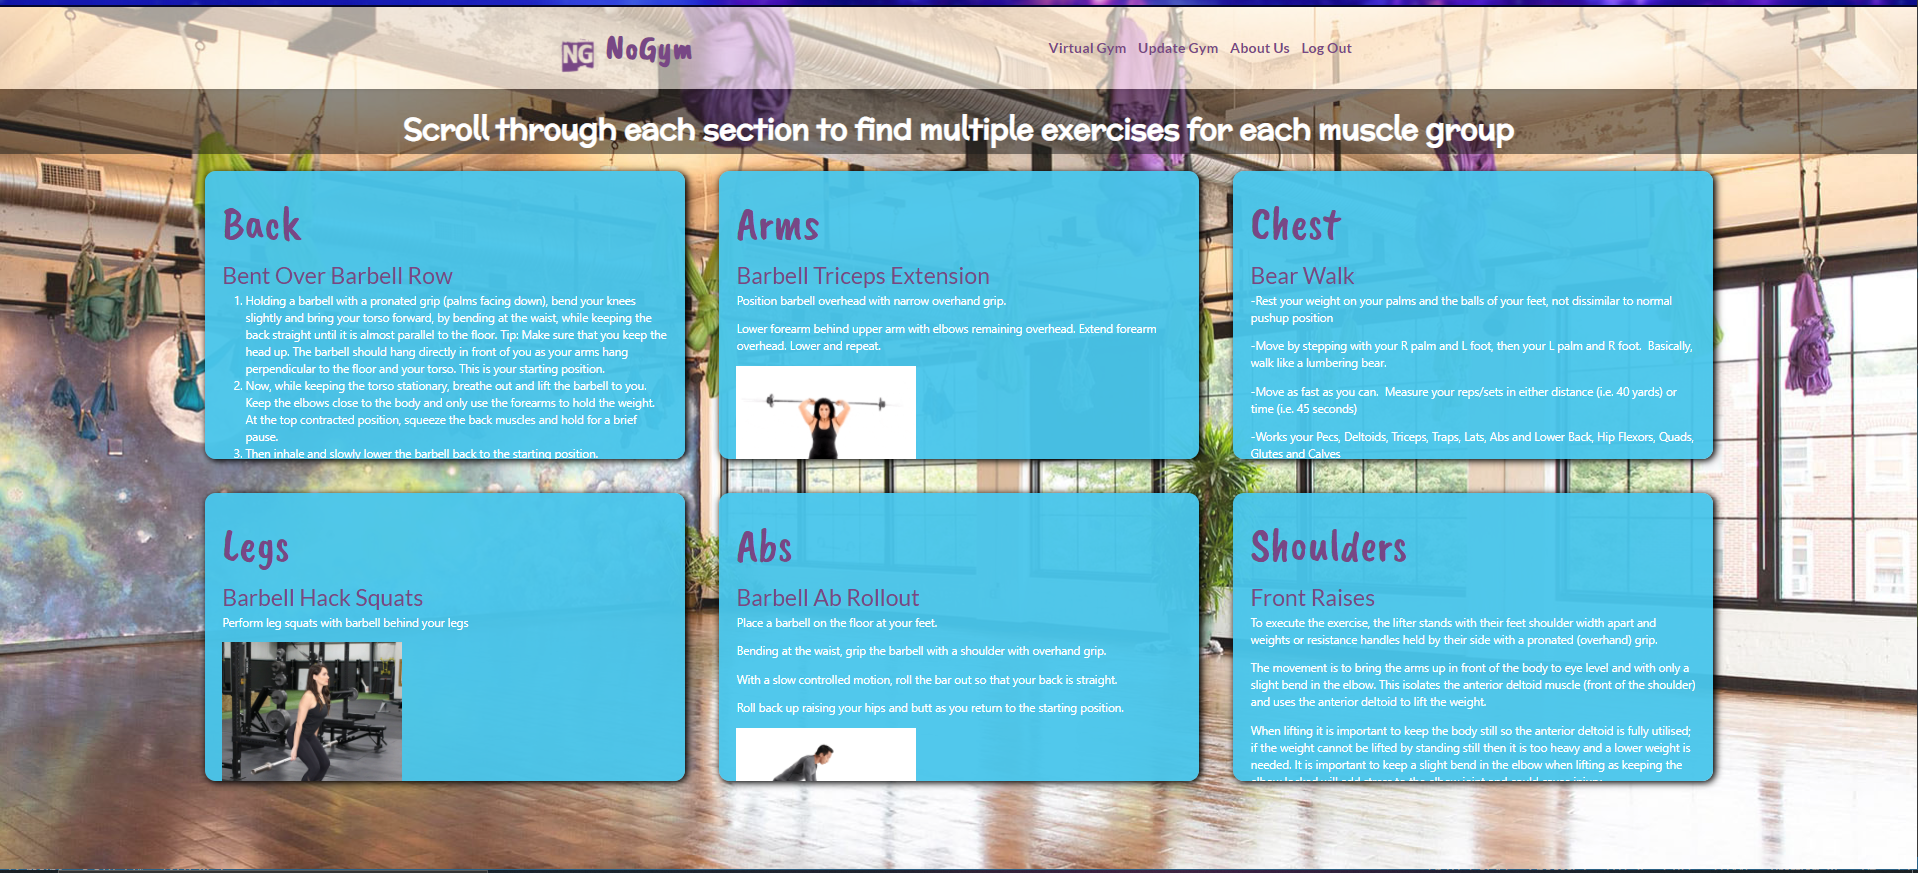 NG NoGym
Virtual Gym Update Gym About Us Log Out
Scroll through each section to find multiple exercises for each muscle group
Back
Bent Over Barbell Row
1. Holding a barbell with a pronated grip (palms facing down), bend your knees
slightly and bring your torso forward, by bending at the waist, while keeping the
back straight until it is almost parallel to the floor. Tip: Make sure that you keep the
head up. The barbell should hang directly in front of you as your arms hang
perpendicular to the floor and your torso. This is your starting position.
2. Now, while keeping the torso stationary, breathe out and lift the barbell to you.
Keep the elbows close to the body and only use the forearms to hold the weight.
At the top contracted position, squeeze the back muscles and hold for a brief
pause.
3. Then inhale and slowly lower the barbell back to the starting position.
Arms
Barbell Triceps Extension
Position barbell overhead with narrow overhand grip.
Lower forearm behind upper arm with elbows remaining overhead. Extend forearm
overhead. Lower and repeat.
Chest
Bear Walk
-Rest your weight on your palms and the balls of your feet, not dissimilar to normal
pushup position
-Move by stepping with your R palm and L foot, then your L palm and R foot.  Basically,
walk like a lumbering bear.
-Move as fast as you can.  Measure your reps/sets in either distance (i.e. 40 yards) or
time (i.e. 45 seconds)
-Works your Pecs, Deltoids, Triceps, Traps, Lats, Abs and Lower Back, Hip Flexors, Quads,
Glutes and Calves
Legs
Barbell Hack Squats
Perform leg squats with barbell behind your legs
Abs
Barbell Ab Rollout
Place a barbell on the floor at your feet.
Bending at the waist, grip the barbell with a shoulder with overhand grip.
With a slow controlled motion, roll the bar out so that your back is straight.
Roll back up raising your hips and butt as you return to the starting position.
Shoulders
Front Raises
To execute the exercise, the lifter stands with their feet shoulder width apart and
weights or resistance handles held by their side with a pronated (overhand) grip.
The movement is to bring the arms up in front of the body to eye level and with only a
slight bend in the elbow. This isolates the anterior deltoid muscle (front of the shoulder)
and uses the anterior deltoid to lift the weight.
When lifting it is important to keep the body still so the anterior deltoid is fully utilised;
if the weight cannot be lifted by standing still then it is too heavy and a lower weight is
needed. It is important to keep a slight bend in the elbow when lifting as keeping the